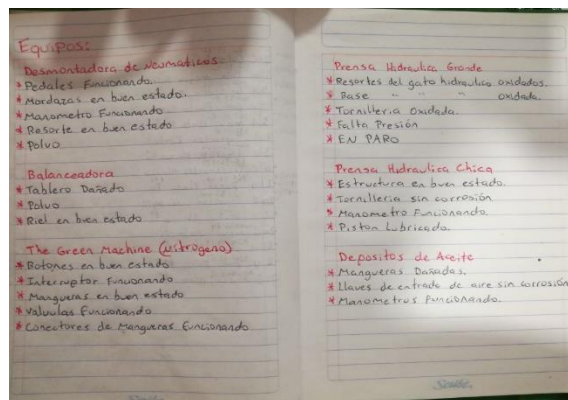 Equipos:
Desmontadora de Neumaticos.
* Pedales Funcionando.
* Mordazas en buen estado.
* Manometro Funcionando
* Resorte en buen estado
* Polvo
Balanceadora
* Tablero Dañado
* Polvo
* Riel en buen estado
The Green Machine (Nitrogeno)
* Botones en buen estado
* Interruptor Funcionando
* Mangueras en buen estado
* Valvulas Funcionando
* Conectores de Mangueras Funcionando
Prensa Hidraulica Grande
* Resortes del gato hidraulico oxidados.
* Base " " " oxidada.
* Tornilleria Oxidada.
* Falta Presión
* EN PARO
Prensa Hidraulica Chica
* Estructura en buen estado.
* Tornilleria sin corrosión
* Manometro Funcionando.
* Piston Lubricado.
Depositos de Aceite
* Mangueras Dañadas.
* Llaves de entrada de aire sin corrosión
* Manometros Funcionando.
Scribe